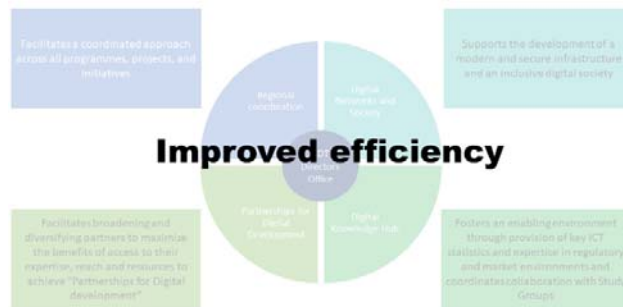 Facilitates a coordinated approach
across all programmes, projects, and
initiatives
Supports the development of a
modern and secure infrastructure
and an inclusive digital society
Regional
coordination
Digital
Networks and
Society
Improved efficiency
Directors
Office
Partnerships for
Digital
Development
Digital
Knowledge Hub
Facilitates broadening and
diversifying partners to maximize
the benefits of access to their
expertise, reach and resources to
achieve "Partnerships for Digital
development"
Fosters an enabling environment
through provision of key ICT
statistics and expertise in regulatory
and market environments and
coordinates collaboration with Study
Groups